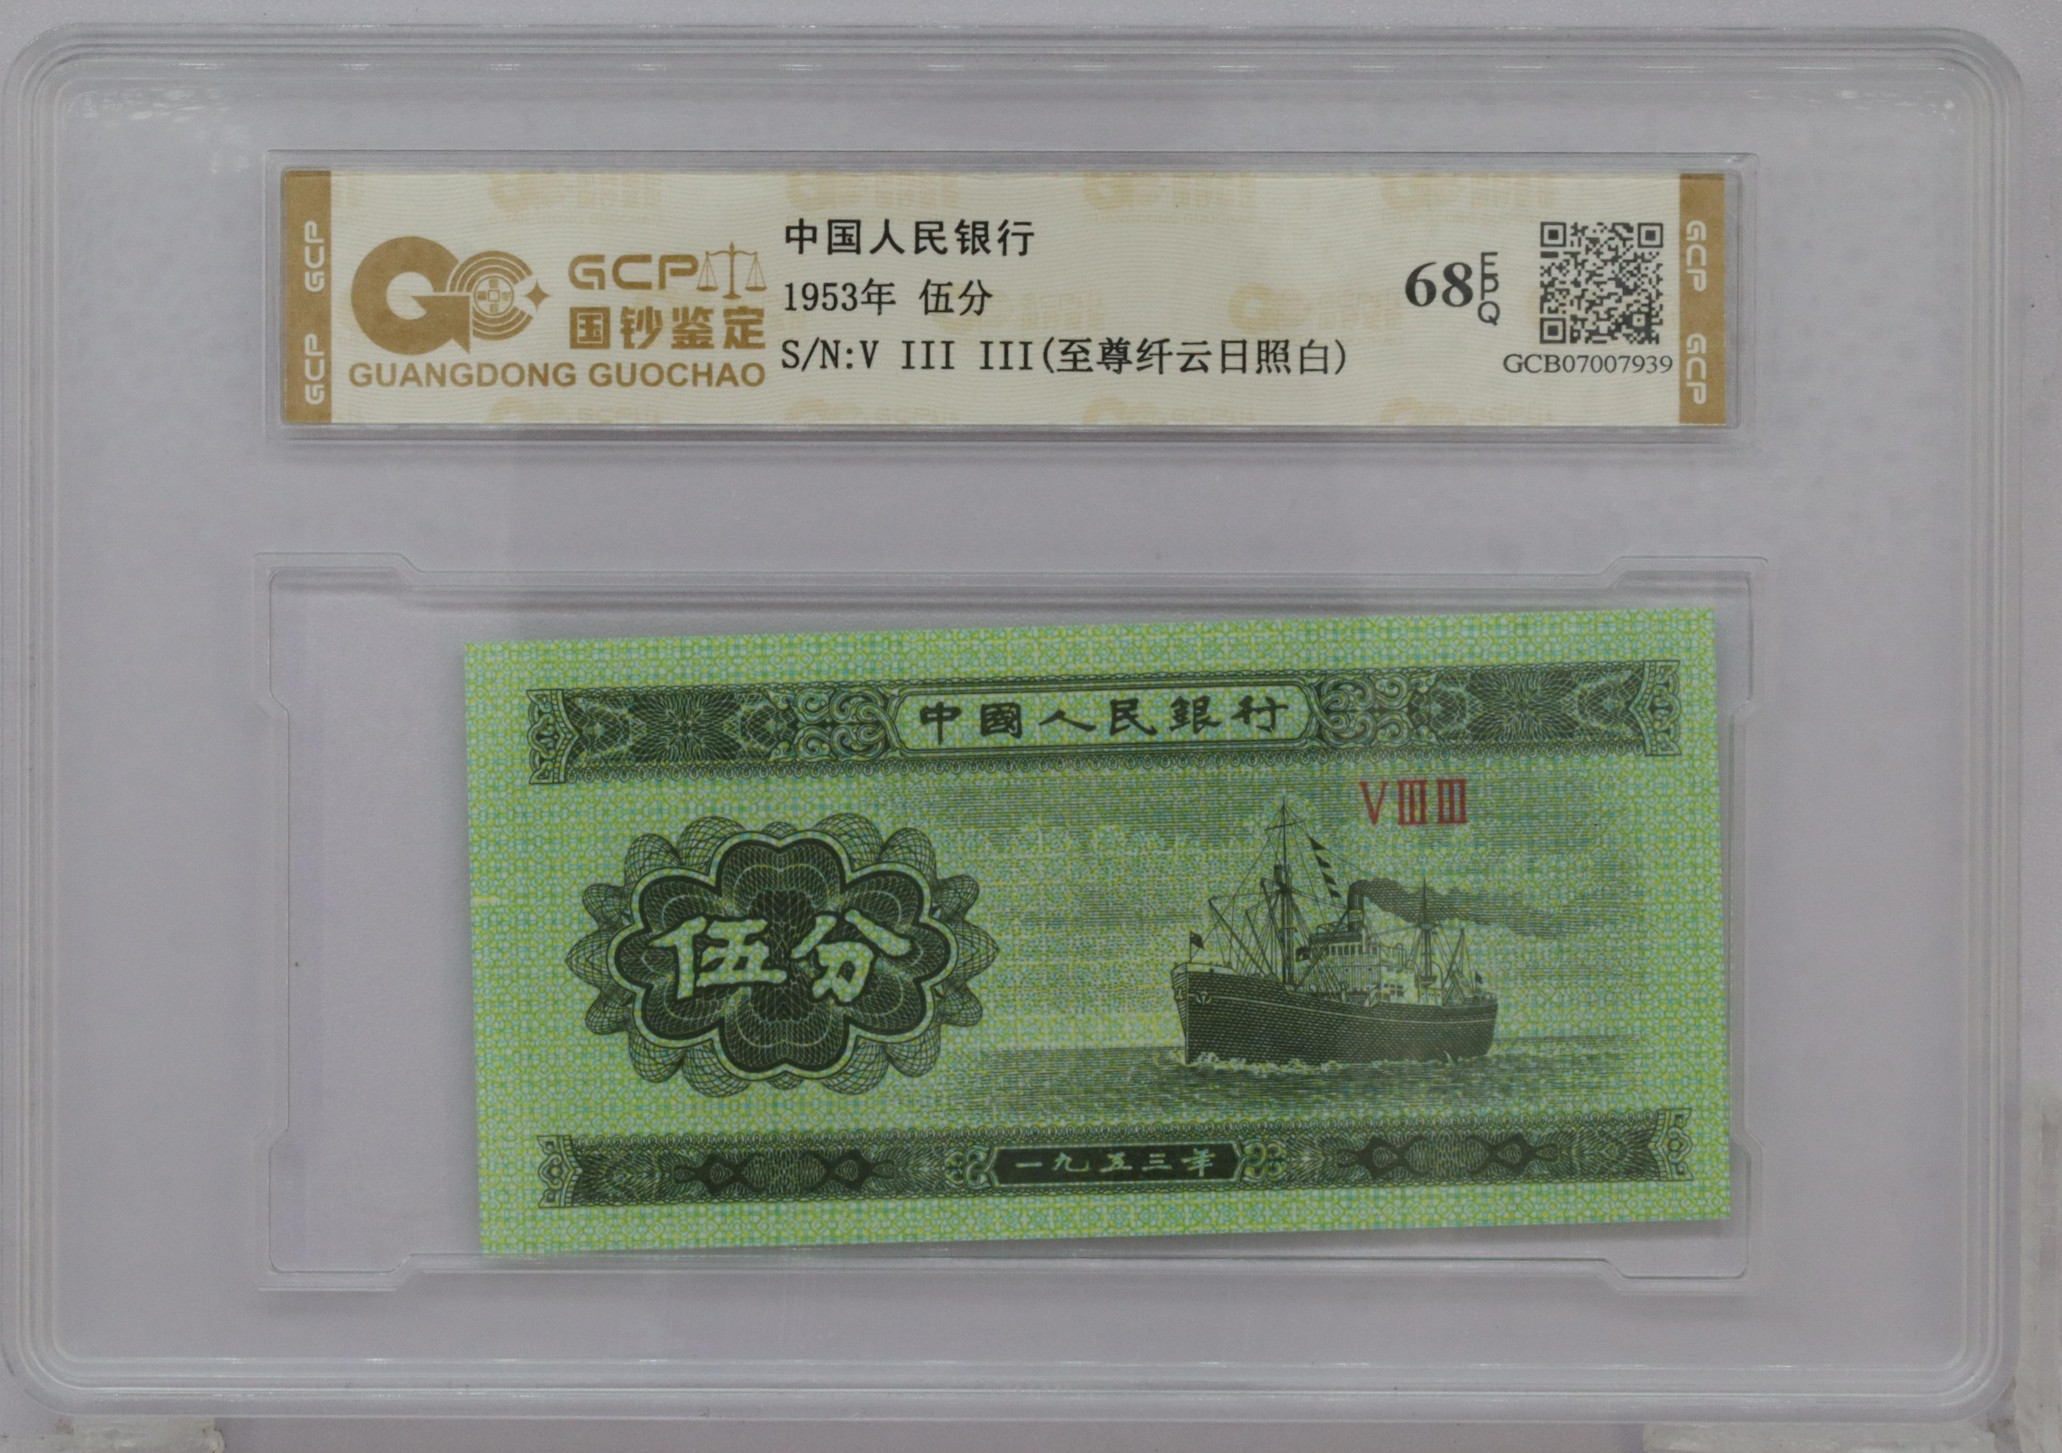 GCP GCP
GCP
国钞鉴定
GUANGDONG GUOCHAO
中国人民银行
1953年 伍分
S/N:V III III(至尊纤云日照白)
68 EPQ
GCB07007939
GCP GCP
中國人民銀行
VIIIIII
伍分
一九五三年